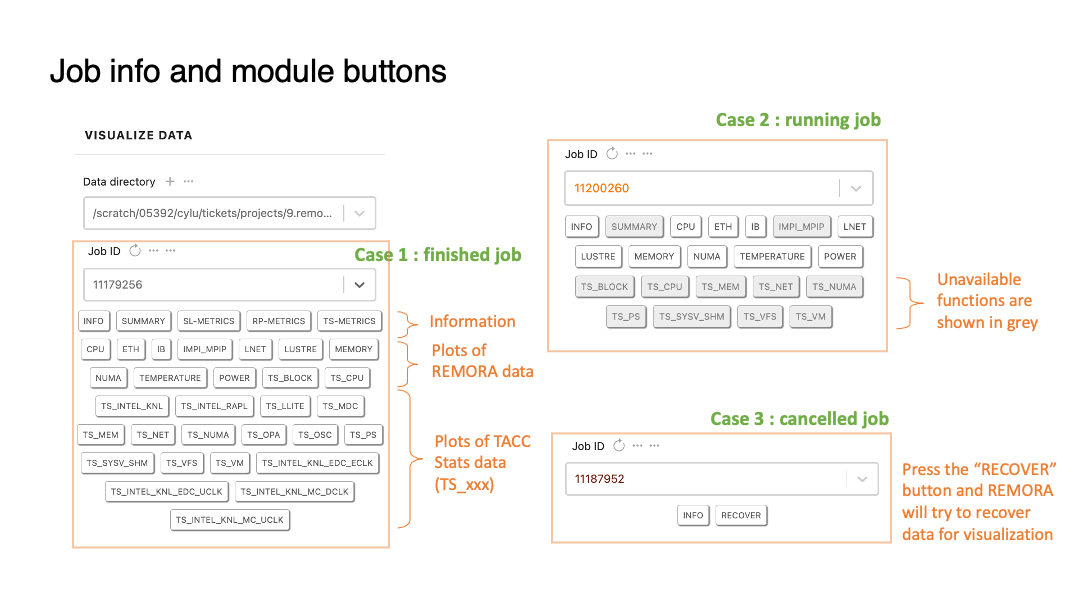 Job info and module buttons
VISUALIZE DATA
Data directory + ...
/scratch/05392/cylu/tickets/projects/9.remo...
Job ID ... ...
Case 1 : finished job
11179256
INFO SUMMARY SL-METRICS RP-METRICS TS-METRICS
Information
CPU ETH IB IMPI_MPIP LNET LUSTRE MEMORY
NUMA TEMPERATURE POWER TS_BLOCK TS_CPU
Plots of
REMORA data
TS_INTEL_KNL TS_INTEL_RAPL TS_LLITE TS_MDC
TS_MEM TS_NET TS_NUMA TS_OPA TS_OSC TS_PS
TS_SYSV_SHM TS_VFS TS_VM TS_INTEL_KNL_EDC_ECLK
TS_INTEL_KNL_EDC_UCLK TS_INTEL_KNL_MC_DCLK
TS_INTEL_KNL_MC_UCLK
Plots of TACC
Stats data
(TS_xxx)
Case 2 : running job
Job ID ... ...
11200260
INFO SUMMARY CPU ETH IB IMPI_MPIP LNET
LUSTRE MEMORY NUMA TEMPERATURE POWER
TS_BLOCK TS_CPU TS_MEM TS_NET TS_NUMA
TS_PS TS_SYSV_SHM TS_VFS TS_VM
Unavailable
functions are
shown in grey
Case 3 : cancelled job
Job ID ... ...
11187952
INFO RECOVER
Press the “RECOVER”
button and REMORA
will try to recover
data for visualization